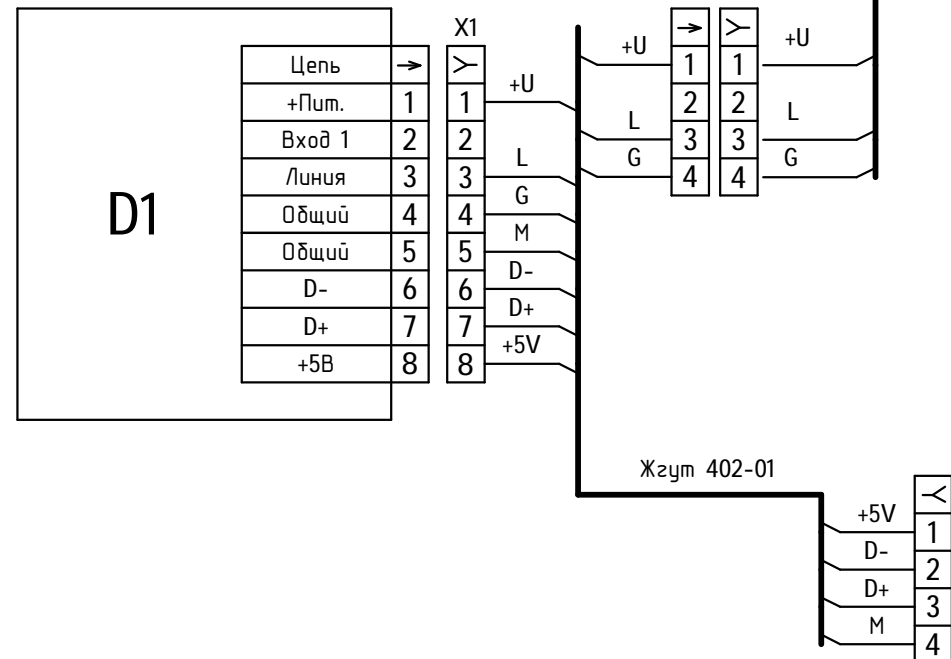 D1
X1
Цепь
+Пит. 1 1 +U
Вход 1 2 2
Линия 3 3 L
Общий 4 4 G
Общий 5 5 M
D- 6 6 D-
D+ 7 7 D+
+5В 8 8 +5V
+U 1 1 +U
2 2
L 3 3 L
G 4 4 G
Жгут 402-01
+5V 1
D- 2
D+ 3
M 4